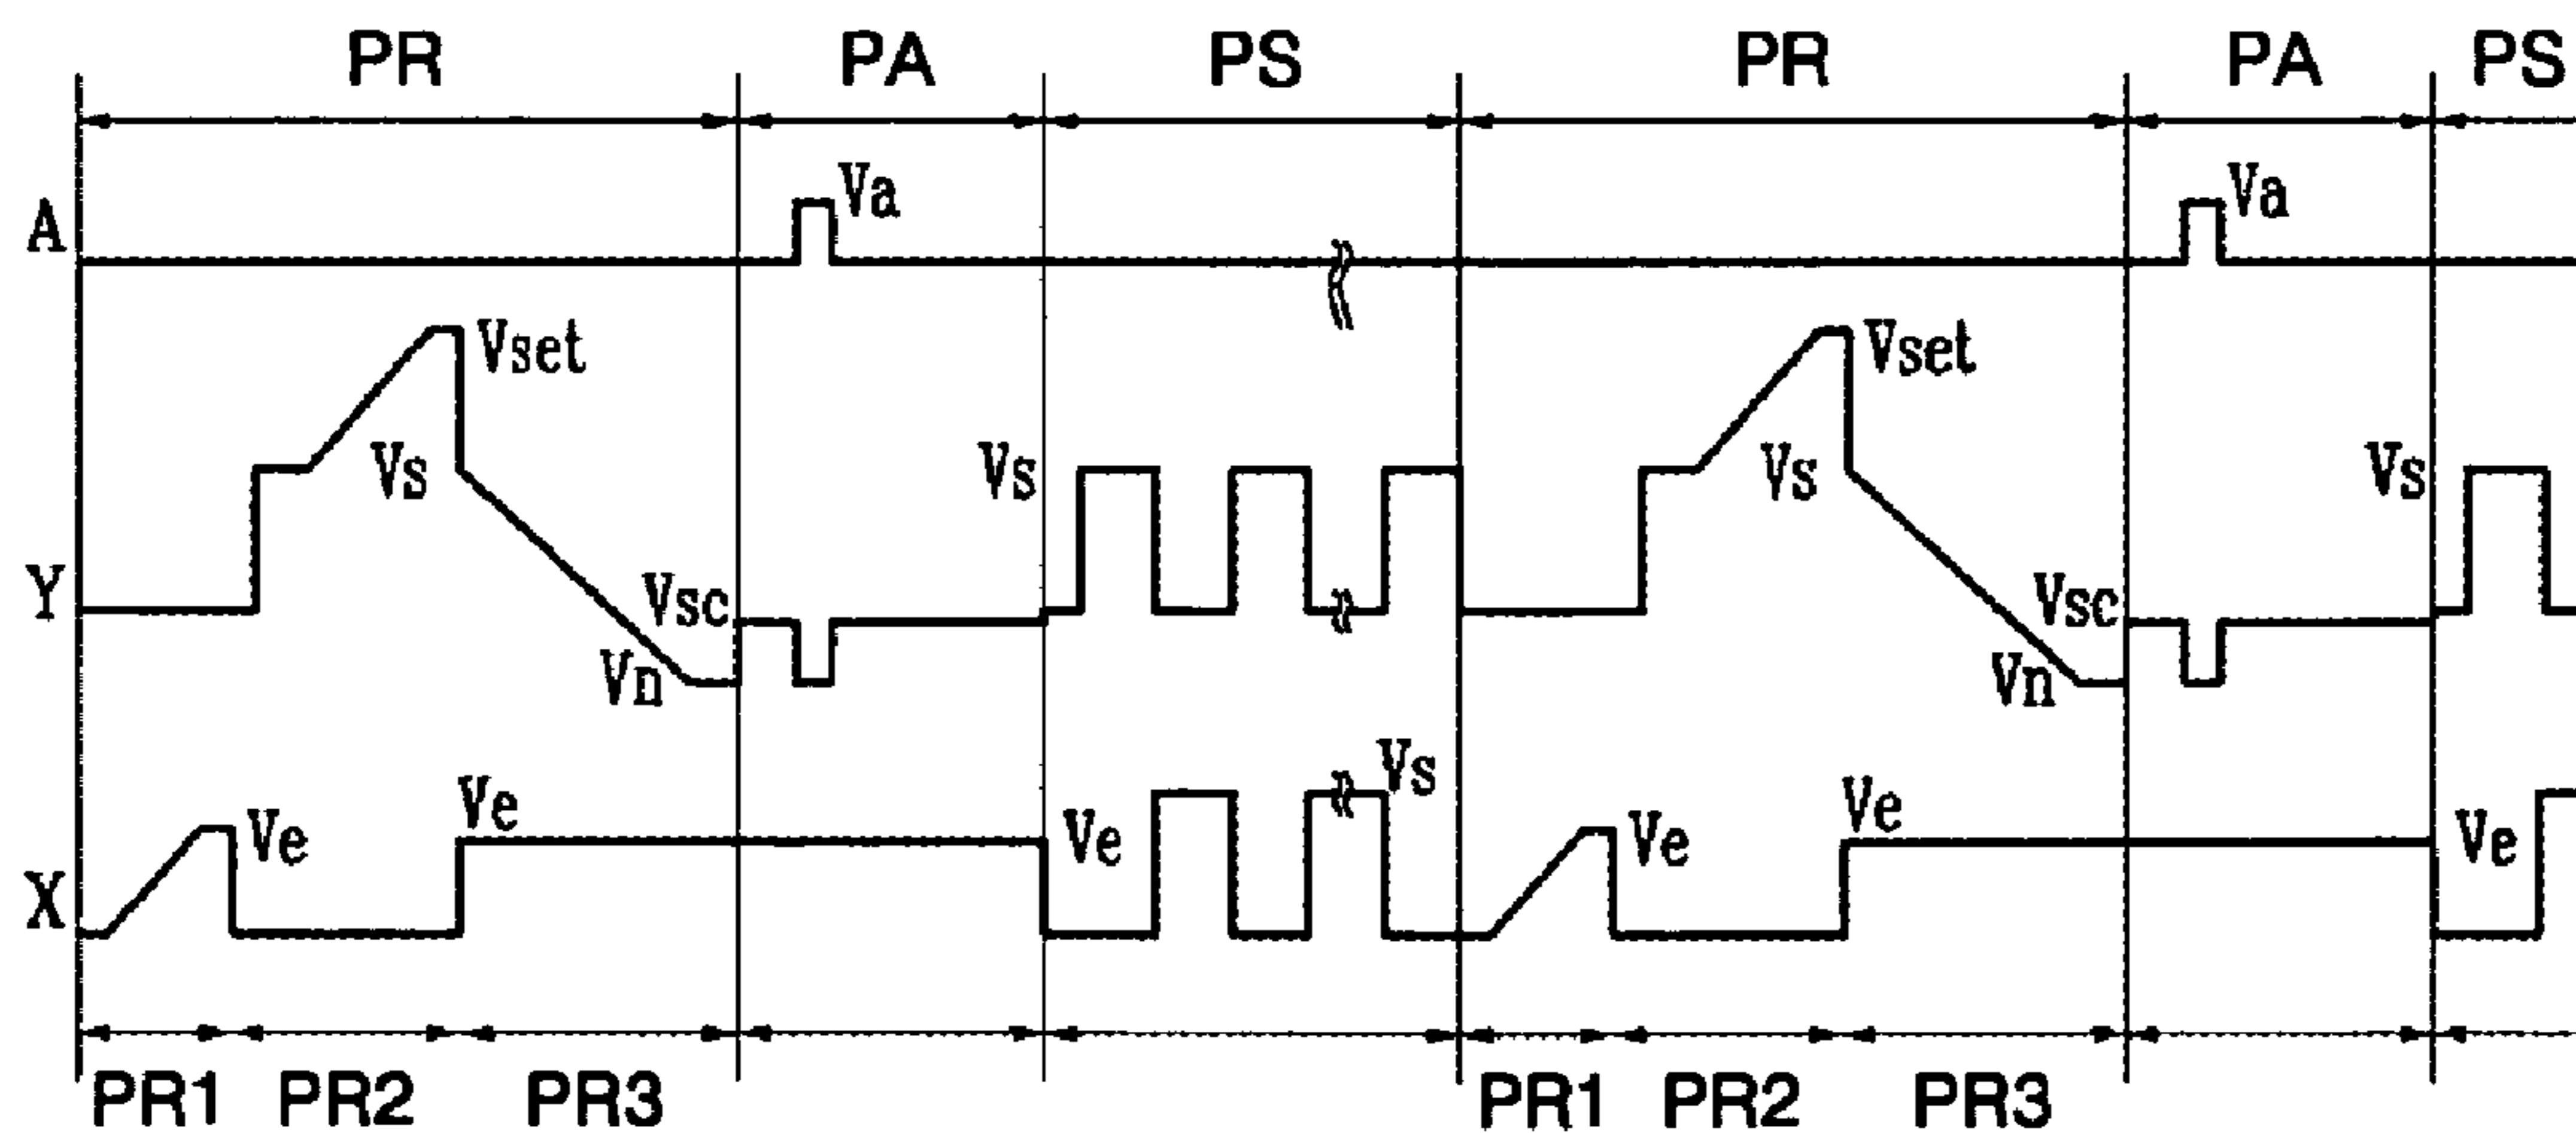 PR PA PS PR PA PS
A Va Va
Vset Vset
Vs Vs Vs Vs
Y Vsc Vsc
Vn Vn
Vs
Ve Ve
X Ve Ve Ve Ve
PR1 PR2 PR3 PR1 PR2 PR3